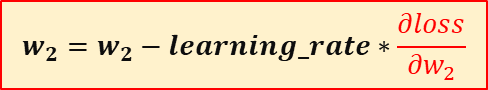 w₂ = w₂ − learning_rate * ∂loss/∂w₂